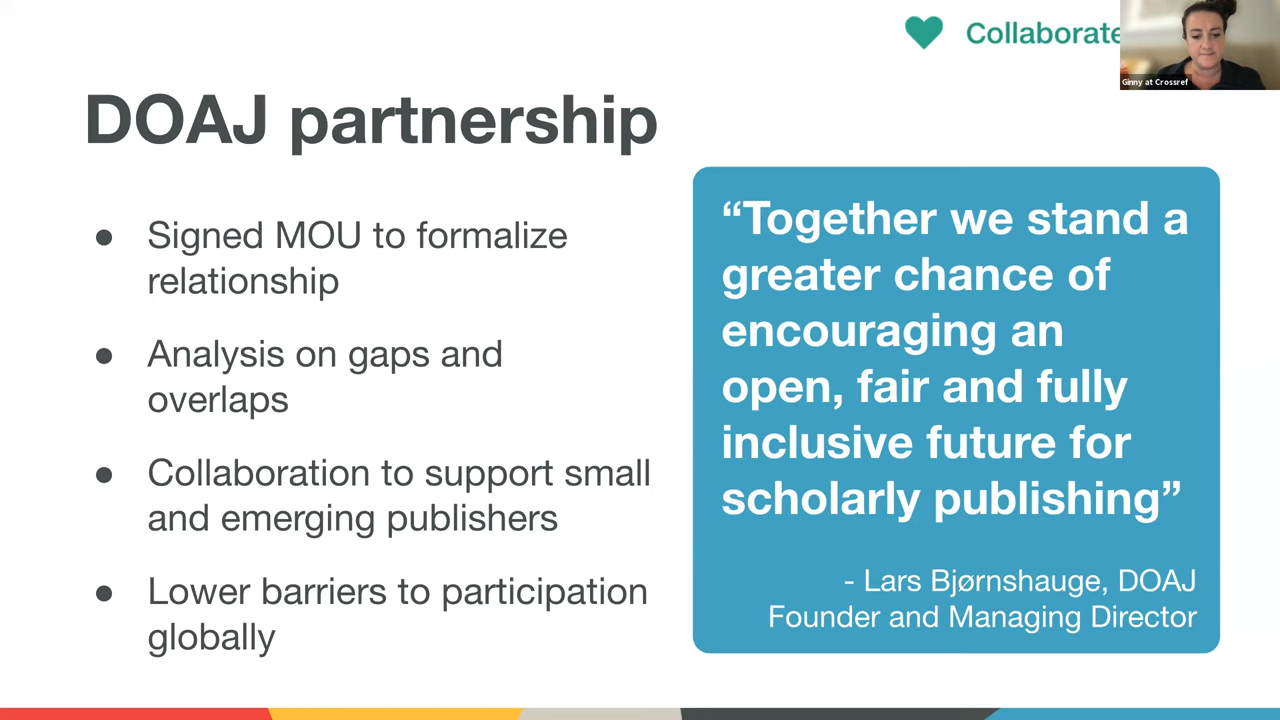 Collaborate
Ginny at Crossref
DOAJ partnership
● Signed MOU to formalize
relationship
● Analysis on gaps and
overlaps
● Collaboration to support small
and emerging publishers
● Lower barriers to participation
globally
“Together we stand a
greater chance of
encouraging an
open, fair and fully
inclusive future for
scholarly publishing”
- Lars Bjørnshauge, DOAJ
Founder and Managing Director